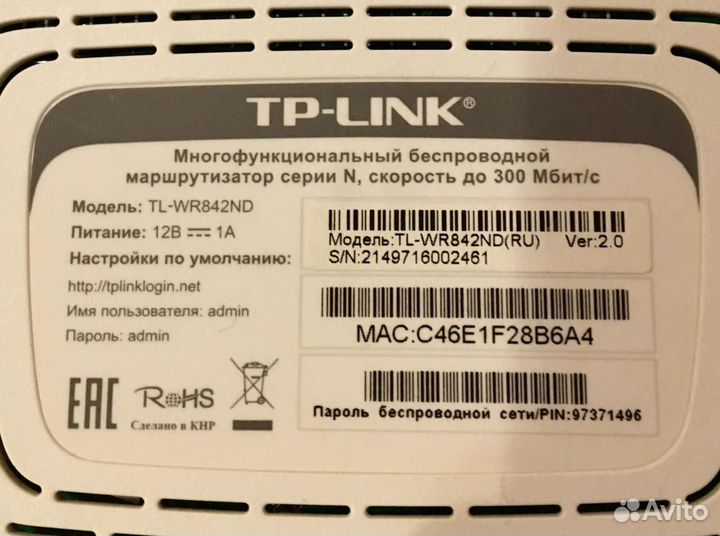 TP-LINK®
Многофункциональный беспроводной
маршрутизатор серии N, скорость до 300 Мбит/с
Модель: TL-WR842ND
Питание: 12В ⎓ 1А
Настройки по умолчанию:
http://tplinklogin.net
Имя пользователя: admin
Пароль: admin
Модель:TL-WR842ND(RU) Ver:2.0
S/N:2149716002461
MAC:C46E1F28B6A4
Пароль беспроводной сети/PIN:97371496
EAC RoHS
Сделано в КНР
Avito